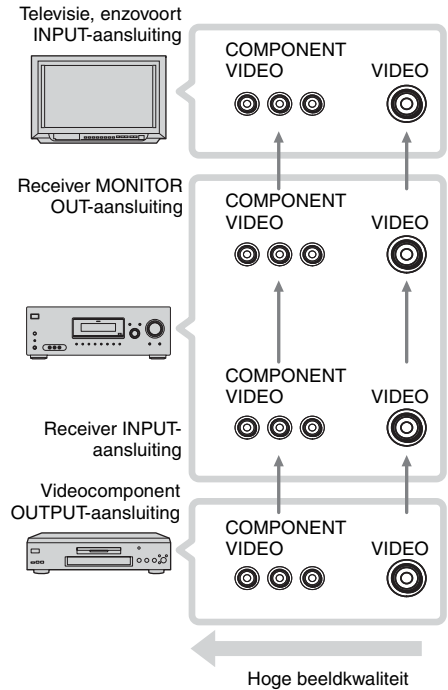 Televisie, enzovoort
INPUT-aansluiting
COMPONENT
VIDEO
VIDEO
Receiver MONITOR
OUT-aansluiting
COMPONENT
VIDEO
VIDEO
COMPONENT
VIDEO
VIDEO
Receiver INPUT-
aansluiting
Videocomponent
OUTPUT-aansluiting
COMPONENT
VIDEO
VIDEO
Hoge beeldkwaliteit